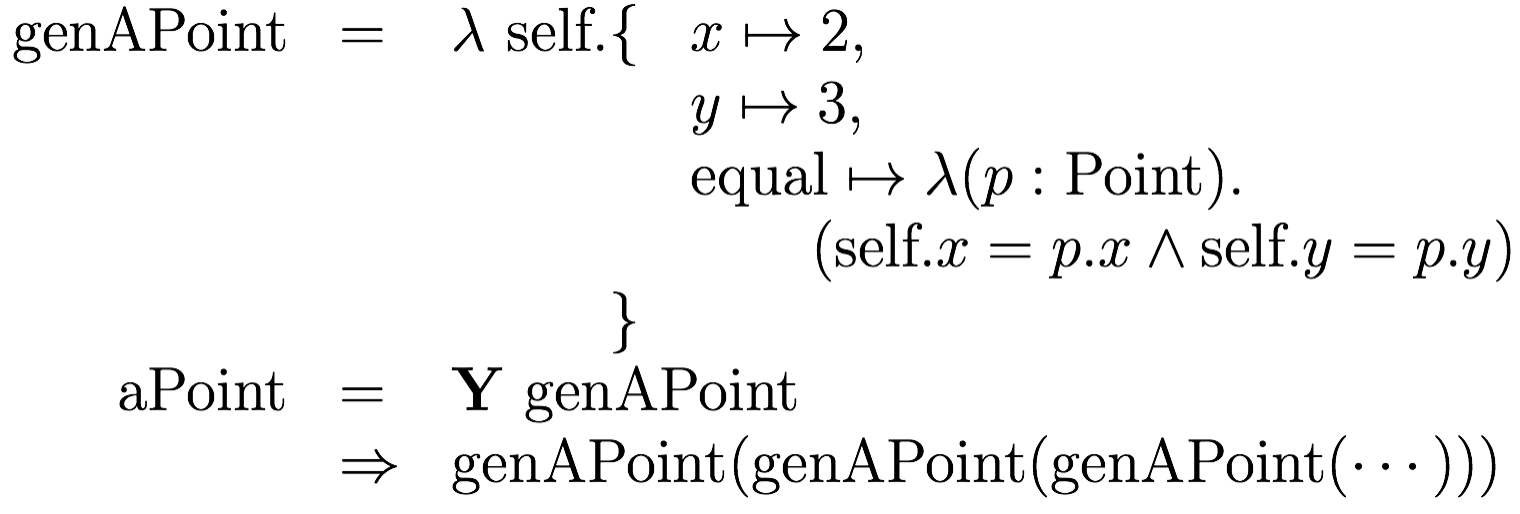 genAPoint = λ self.{ x ↦ 2,
y ↦ 3,
equal ↦ λ(p : Point).
(self.x = p.x ∧ self.y = p.y)
}
aPoint = Y genAPoint
⇒ genAPoint(genAPoint(genAPoint(⋯)))